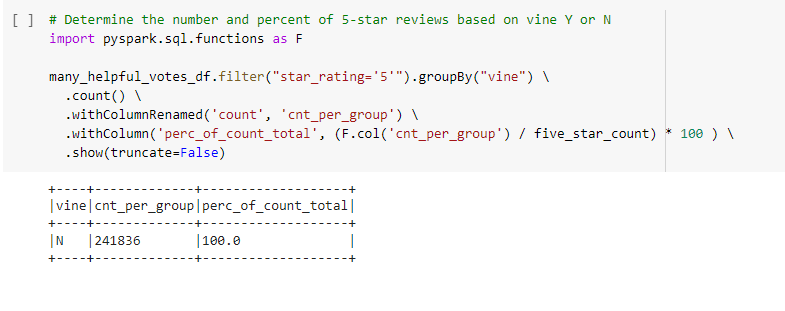 [ ] # Determine the number and percent of 5-star reviews based on vine Y or N
import pyspark.sql.functions as F
many_helpful_votes_df.filter("star_rating='5'").groupBy("vine") \
.count() \
.withColumnRenamed('count', 'cnt_per_group') \
.withColumn('perc_of_count_total', (F.col('cnt_per_group') / five_star_count) * 100 ) \
.show(truncate=False)
+----+-------------+-------------------+
|vine|cnt_per_group|perc_of_count_total|
+----+-------------+-------------------+
|N   |241836       |100.0              |
+----+-------------+-------------------+